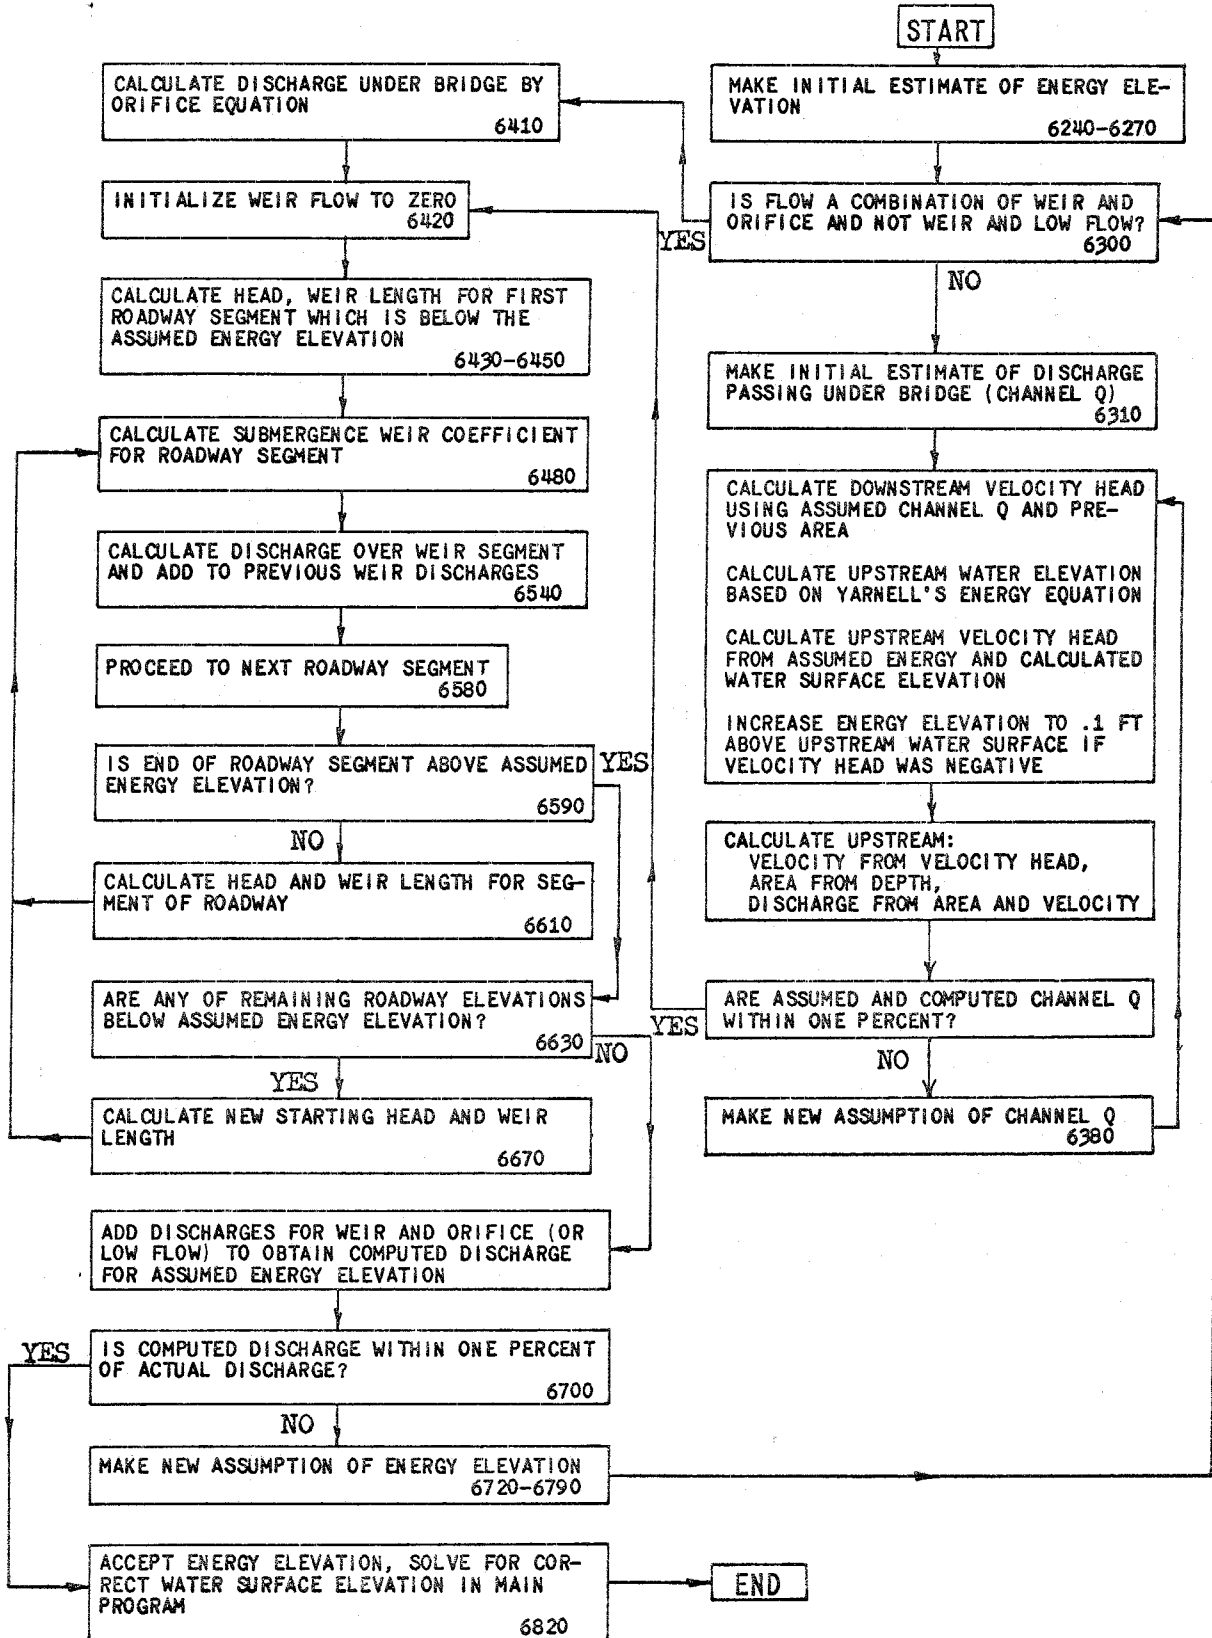 START
MAKE INITIAL ESTIMATE OF ENERGY ELE-
VATION
6240-6270
IS FLOW A COMBINATION OF WEIR AND
ORIFICE AND NOT WEIR AND LOW FLOW?
6300
YES
NO
MAKE INITIAL ESTIMATE OF DISCHARGE
PASSING UNDER BRIDGE (CHANNEL Q)
6310
CALCULATE DOWNSTREAM VELOCITY HEAD
USING ASSUMED CHANNEL Q AND PRE-
VIOUS AREA
CALCULATE UPSTREAM WATER ELEVATION
BASED ON YARNELL'S ENERGY EQUATION
CALCULATE UPSTREAM VELOCITY HEAD
FROM ASSUMED ENERGY AND CALCULATED
WATER SURFACE ELEVATION
INCREASE ENERGY ELEVATION TO .1 FT
ABOVE UPSTREAM WATER SURFACE IF
VELOCITY HEAD WAS NEGATIVE
CALCULATE UPSTREAM:
VELOCITY FROM VELOCITY HEAD,
AREA FROM DEPTH,
DISCHARGE FROM AREA AND VELOCITY
ARE ASSUMED AND COMPUTED CHANNEL Q
WITHIN ONE PERCENT?
YES
NO
MAKE NEW ASSUMPTION OF CHANNEL Q
6380
CALCULATE DISCHARGE UNDER BRIDGE BY
ORIFICE EQUATION
6410
INITIALIZE WEIR FLOW TO ZERO
6420
CALCULATE HEAD, WEIR LENGTH FOR FIRST
ROADWAY SEGMENT WHICH IS BELOW THE
ASSUMED ENERGY ELEVATION
6430-6450
CALCULATE SUBMERGENCE WEIR COEFFICIENT
FOR ROADWAY SEGMENT
6480
CALCULATE DISCHARGE OVER WEIR SEGMENT
AND ADD TO PREVIOUS WEIR DISCHARGES
6540
PROCEED TO NEXT ROADWAY SEGMENT
6580
IS END OF ROADWAY SEGMENT ABOVE ASSUMED
ENERGY ELEVATION?
6590
YES
NO
CALCULATE HEAD AND WEIR LENGTH FOR SEG-
MENT OF ROADWAY
6610
ARE ANY OF REMAINING ROADWAY ELEVATIONS
BELOW ASSUMED ENERGY ELEVATION?
6630
NO
YES
CALCULATE NEW STARTING HEAD AND WEIR
LENGTH
6670
ADD DISCHARGES FOR WEIR AND ORIFICE (OR
LOW FLOW) TO OBTAIN COMPUTED DISCHARGE
FOR ASSUMED ENERGY ELEVATION
YES
IS COMPUTED DISCHARGE WITHIN ONE PERCENT
OF ACTUAL DISCHARGE?
6700
NO
MAKE NEW ASSUMPTION OF ENERGY ELEVATION
6720-6790
ACCEPT ENERGY ELEVATION, SOLVE FOR COR-
RECT WATER SURFACE ELEVATION IN MAIN
PROGRAM
6820
END